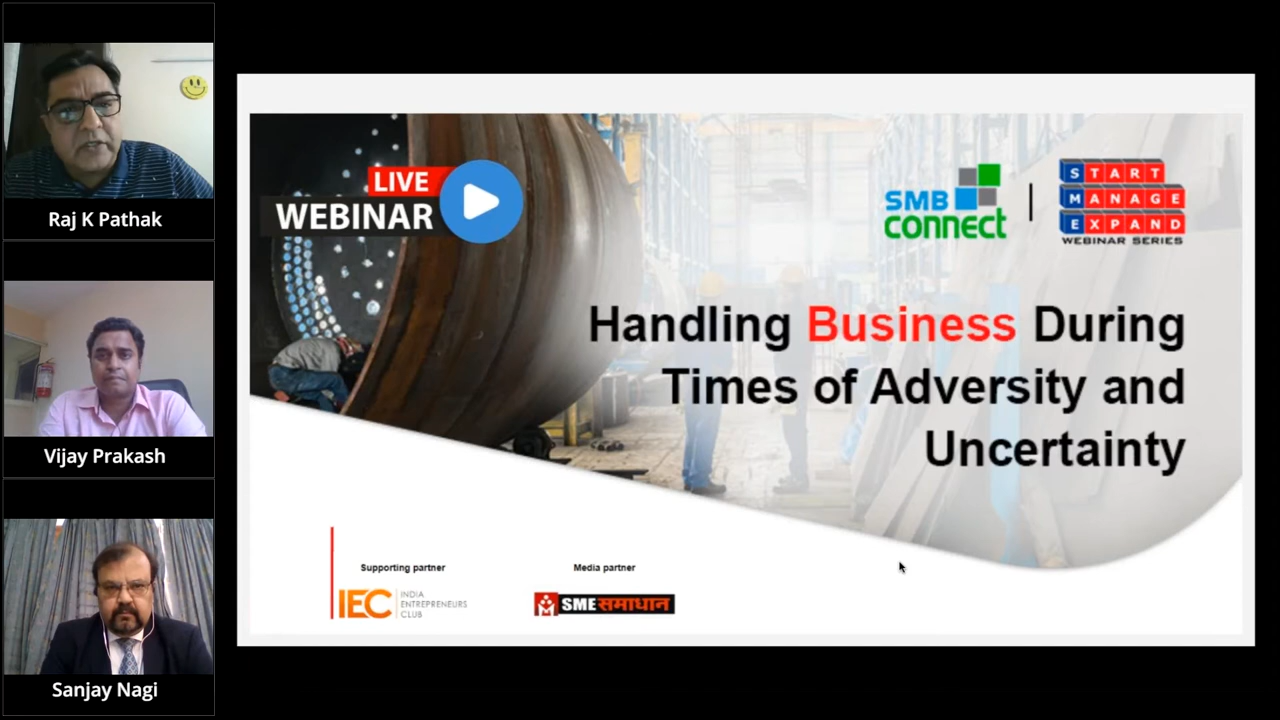 Raj K Pathak
Vijay Prakash
Sanjay Nagi
LIVE
WEBINAR
SMB
connect
START
MANAGE
EXPAND
WEBINAR SERIES
Handling Business During
Times of Adversity and
Uncertainty
Supporting partner
IEC
INDIA
ENTREPRENEURS
CLUB
Media partner
SME समाधान